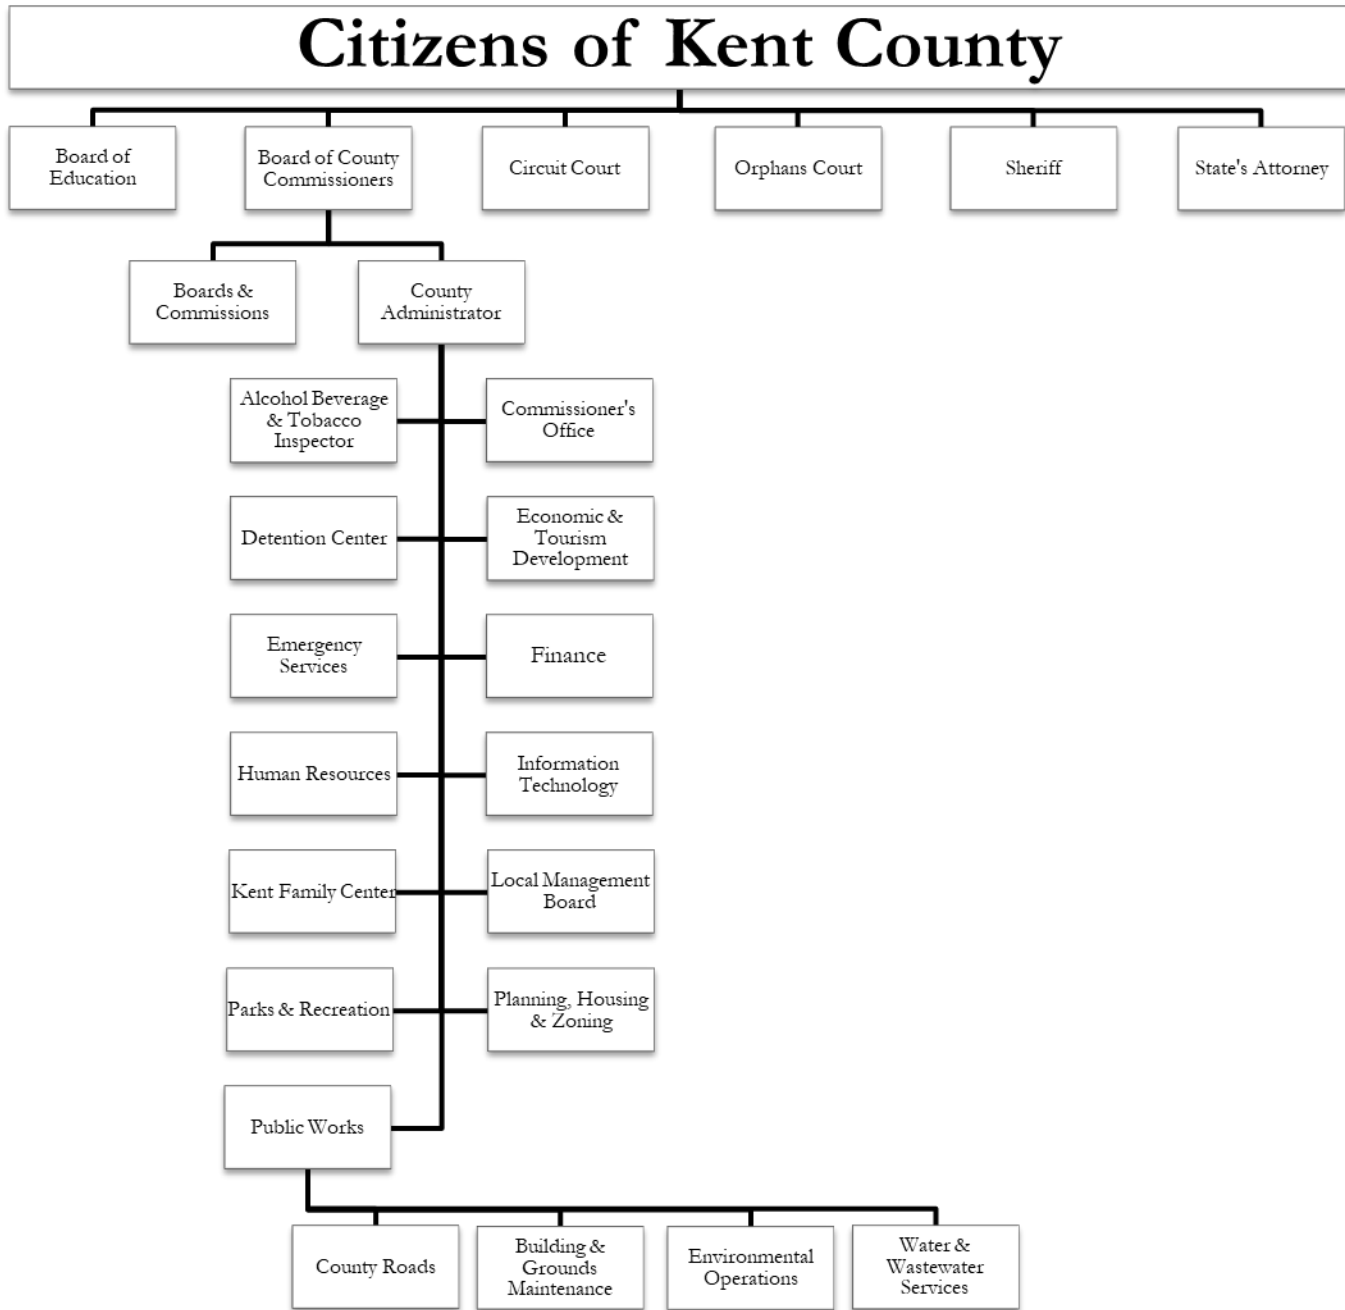 Citizens of Kent County
Board of
Education
Board of County
Commissioners
Circuit Court
Orphans Court
Sheriff
State's Attorney
Boards &
Commissions
County
Administrator
Alcohol Beverage
& Tobacco
Inspector
Commissioner's
Office
Detention Center
Economic &
Tourism
Development
Emergency
Services
Finance
Human Resources
Information
Technology
Kent Family Center
Local Management
Board
Parks & Recreation
Planning, Housing
& Zoning
Public Works
County Roads
Building &
Grounds
Maintenance
Environmental
Operations
Water &
Wastewater
Services